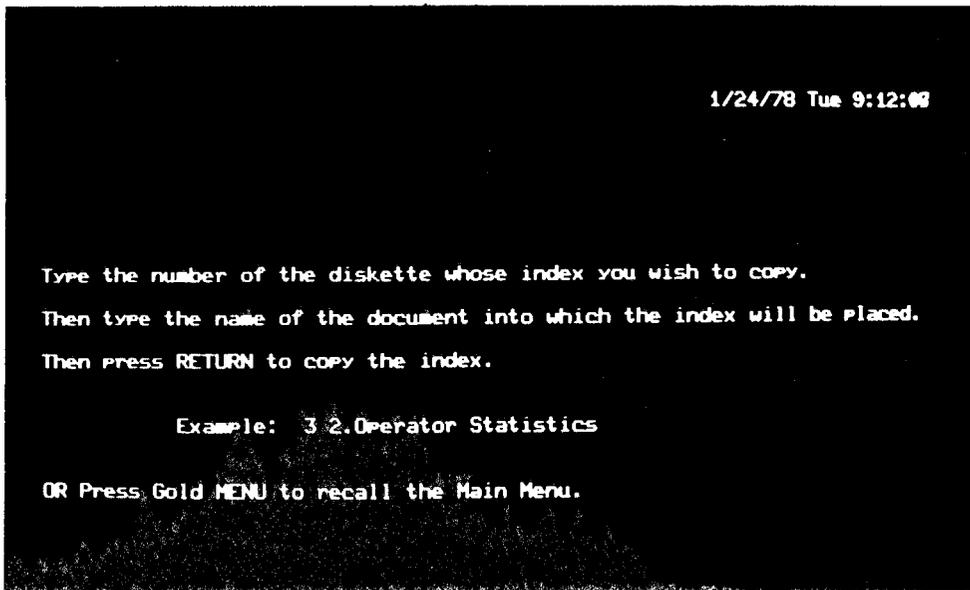 1/24/78 Tue 9:12:
Type the number of the diskette whose index you wish to copy.
Then type the name of the document into which the index will be placed.
Then press RETURN to copy the index.
Example: 3 2.Operator Statistics
OR Press Gold MENU to recall the Main Menu.